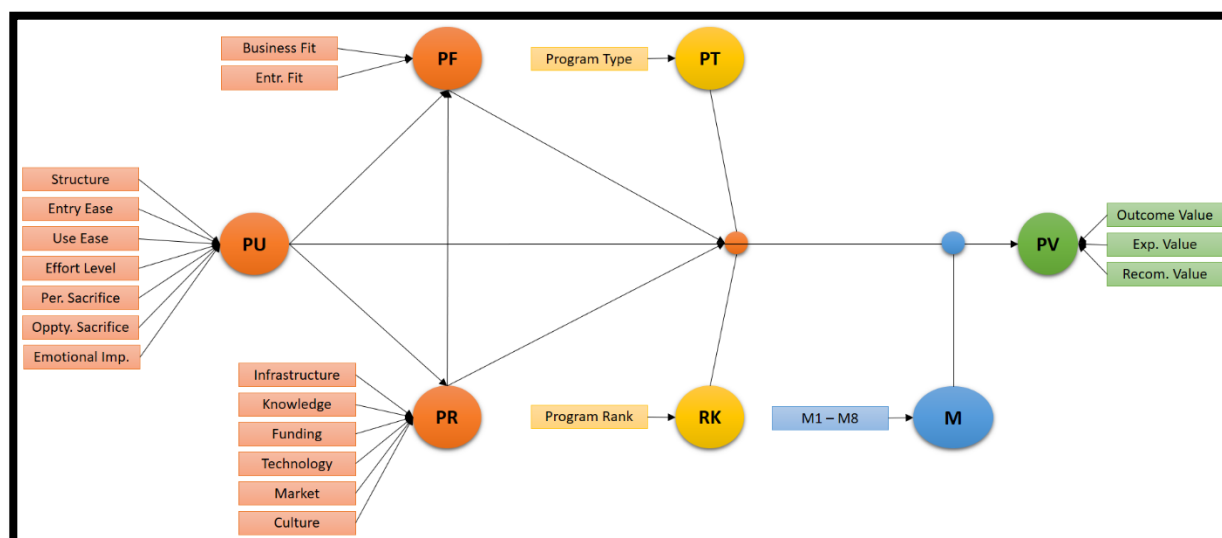 Business Fit
Entr. Fit
PF
Program Type
PT
Structure
Entry Ease
Use Ease
Effort Level
Per. Sacrifice
Oppty. Sacrifice
Emotional Imp.
PU
PV
Outcome Value
Exp. Value
Recom. Value
Infrastructure
Knowledge
Funding
Technology
Market
Culture
PR
Program Rank
RK
M1 – M8
M